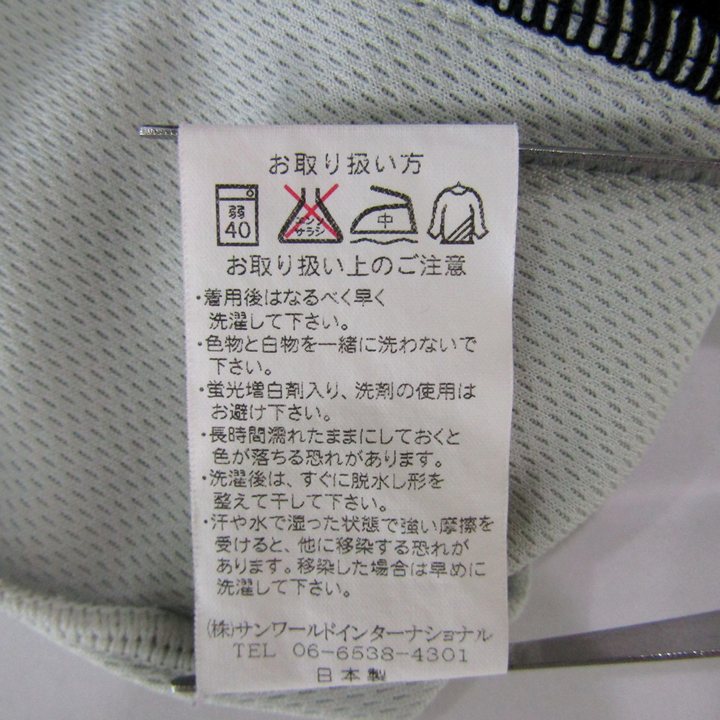 お取り扱い方
弱
40
エンソ
サラシ
中
お取り扱い上のご注意
・着用後はなるべく早く
洗濯して下さい。
・色物と白物を一緒に洗わないで
下さい。
・蛍光増白剤入り、洗剤の使用は
お避け下さい。
・長時間濡れたままにしておくと
色が落ちる恐れがあります。
・洗濯後は、すぐに脱水し形を
整えて干して下さい。
・汗や水で湿った状態で強い摩擦を
受けると、他に移染する恐れが
あります。移染した場合は早めに
洗濯して下さい。
(株)サンワールドインターナショナル
TEL 06-6538-4301
日本製